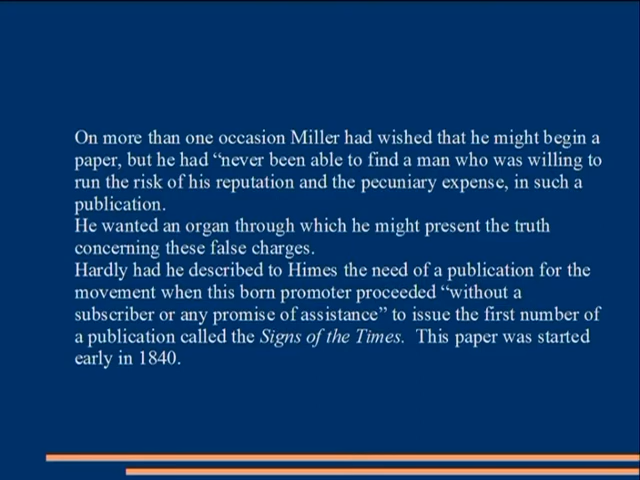 On more than one occasion Miller had wished that he might begin a
paper, but he had “never been able to find a man who was willing to
run the risk of his reputation and the pecuniary expense, in such a
publication.
He wanted an organ through which he might present the truth
concerning these false charges.
Hardly had he described to Himes the need of a publication for the
movement when this born promoter proceeded “without a
subscriber or any promise of assistance” to issue the first number of
a publication called the Signs of the Times.  This paper was started
early in 1840.